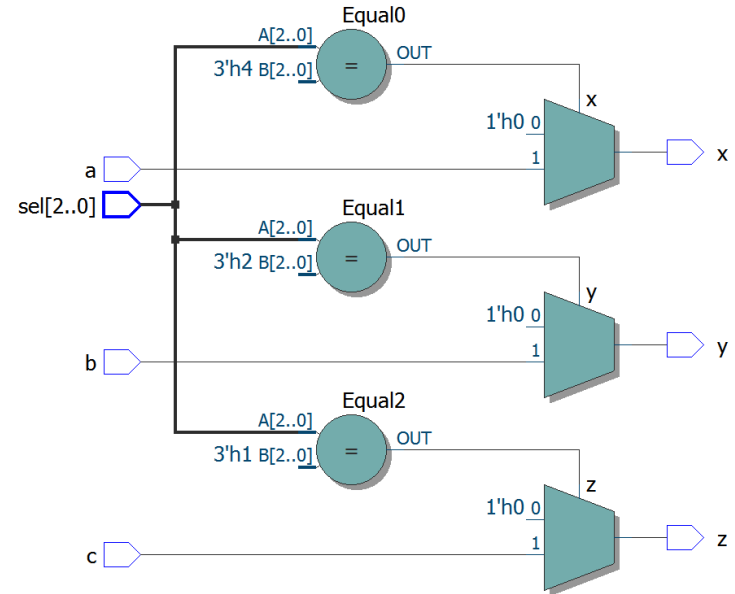 Equal0
A[2..0]
OUT
3'h4 B[2..0]
=
x
1'h0 0
1
x
a
sel[2..0]
Equal1
A[2..0]
OUT
3'h2 B[2..0]
=
y
1'h0 0
1
y
b
Equal2
A[2..0]
OUT
3'h1 B[2..0]
=
z
1'h0 0
1
z
c